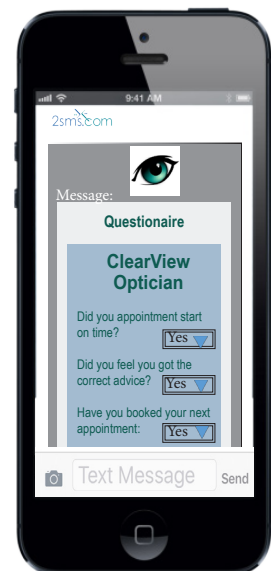 9:41 AM
2sms.com
Message:
Questionaire
ClearView
Optician
Did you appointment start
on time? Yes
Did you feel you got the
correct advice? Yes
Have you booked your next
appointment: Yes
Text Message Send